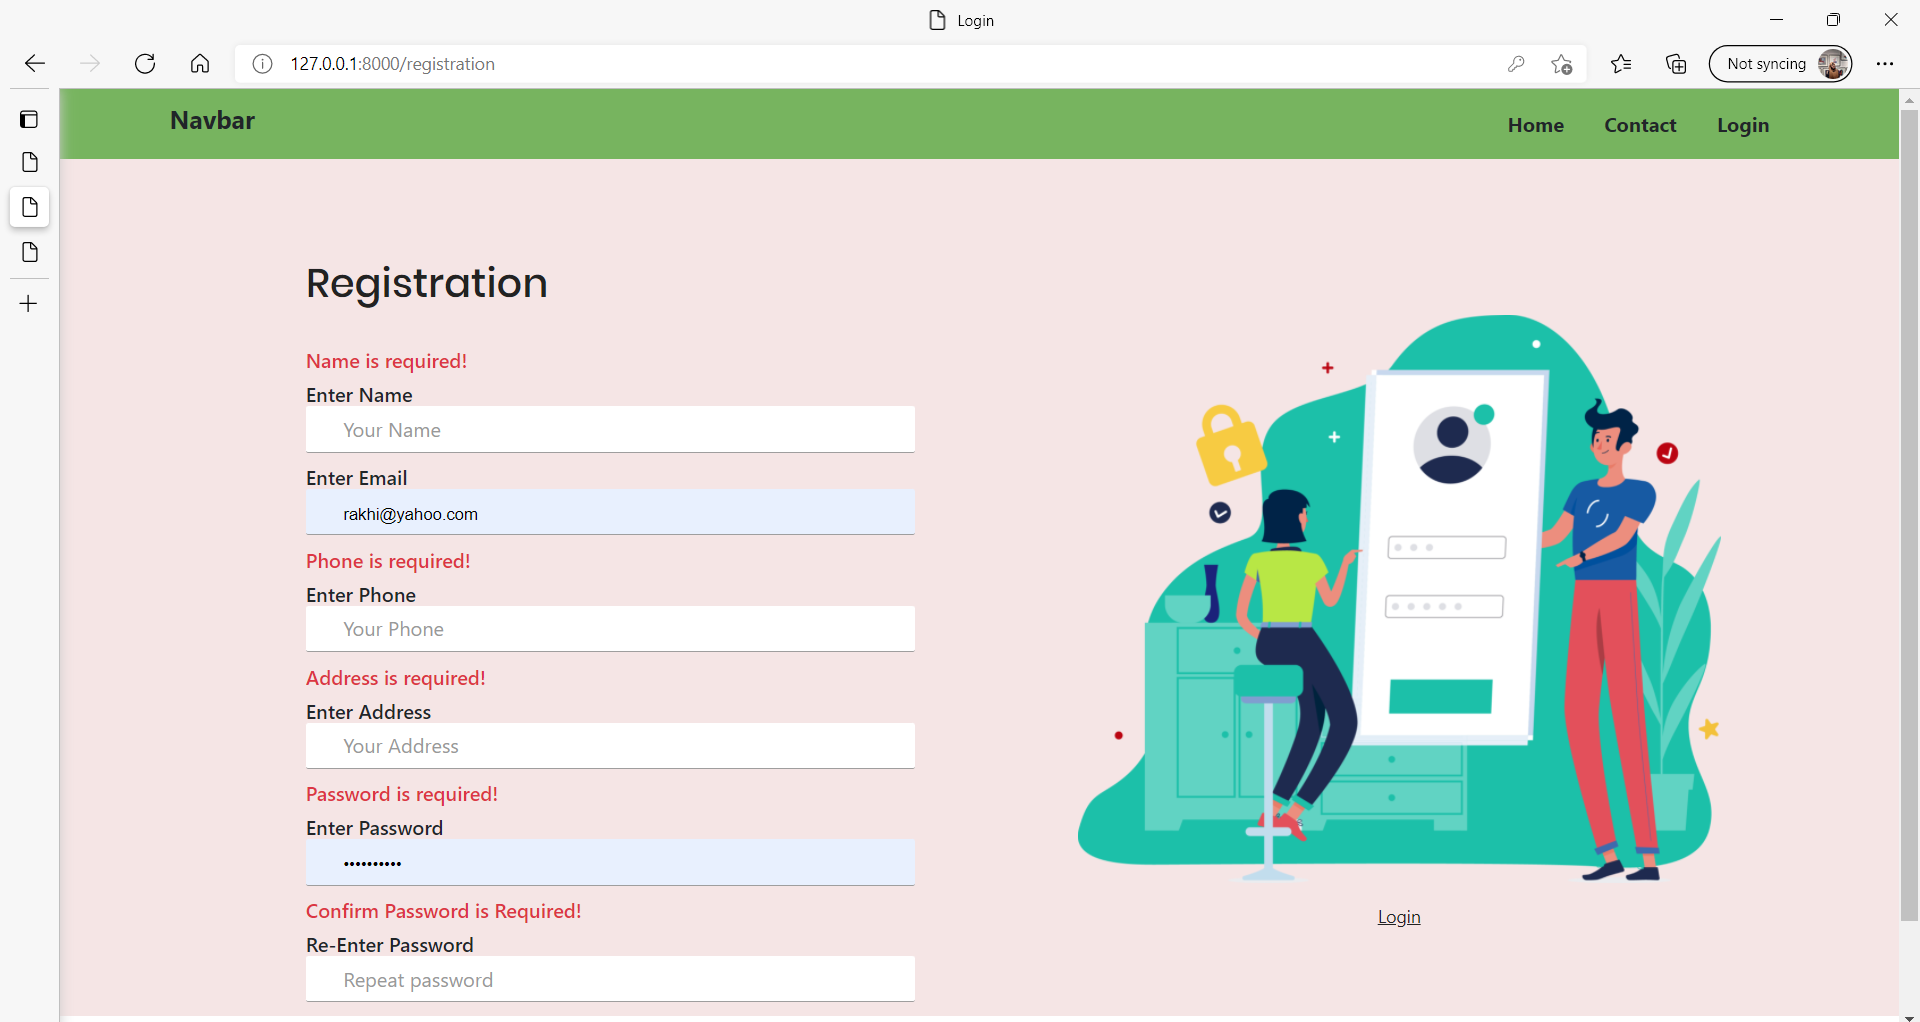 Login
127.0.0.1:8000/registration
Not syncing
Navbar
Home Contact Login
Registration
Name is required!
Enter Name
Your Name
Enter Email
rakhi@yahoo.com
Phone is required!
Enter Phone
Your Phone
Address is required!
Enter Address
Your Address
Password is required!
Enter Password
••••••••••
Confirm Password is Required!
Re-Enter Password
Repeat password
Login